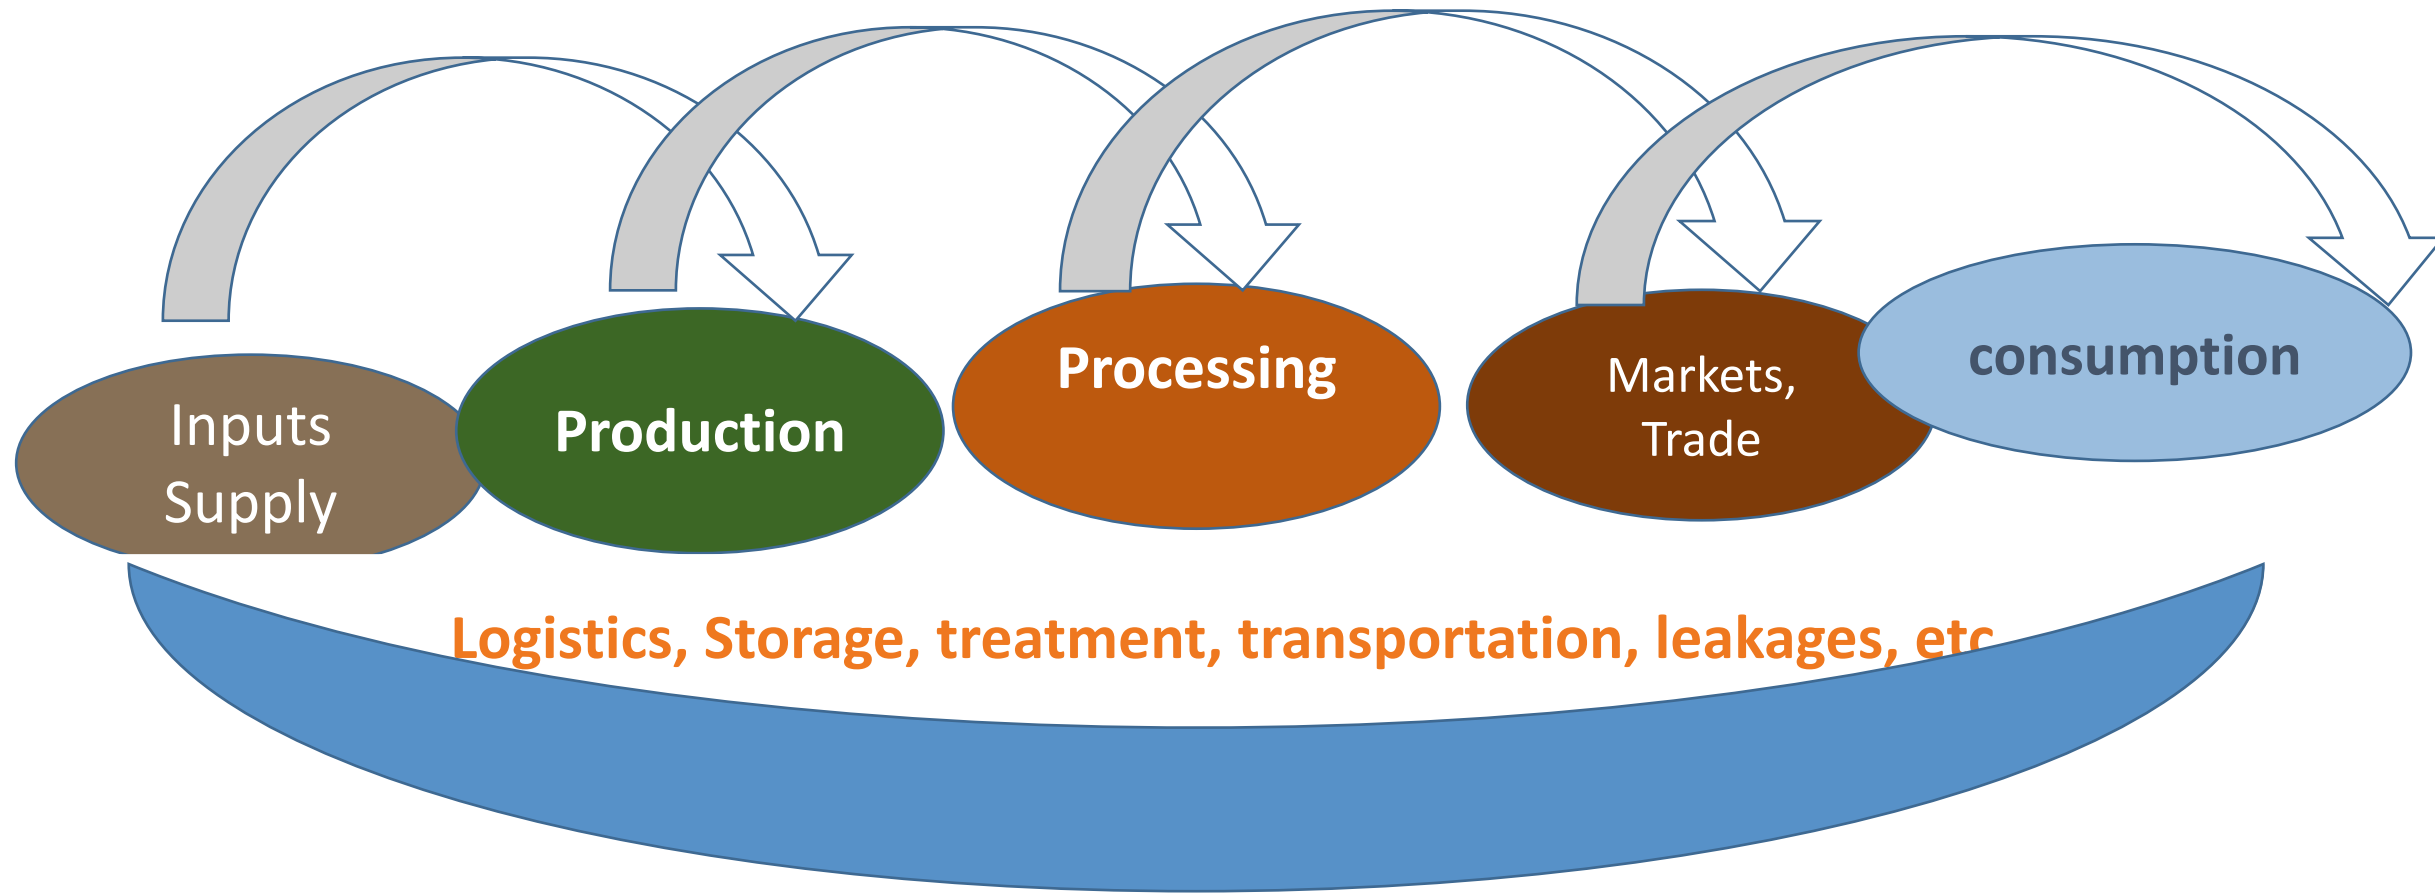 Inputs
Supply
Production
Processing
Markets,
Trade
consumption
Logistics, Storage, treatment, transportation, leakages, etc